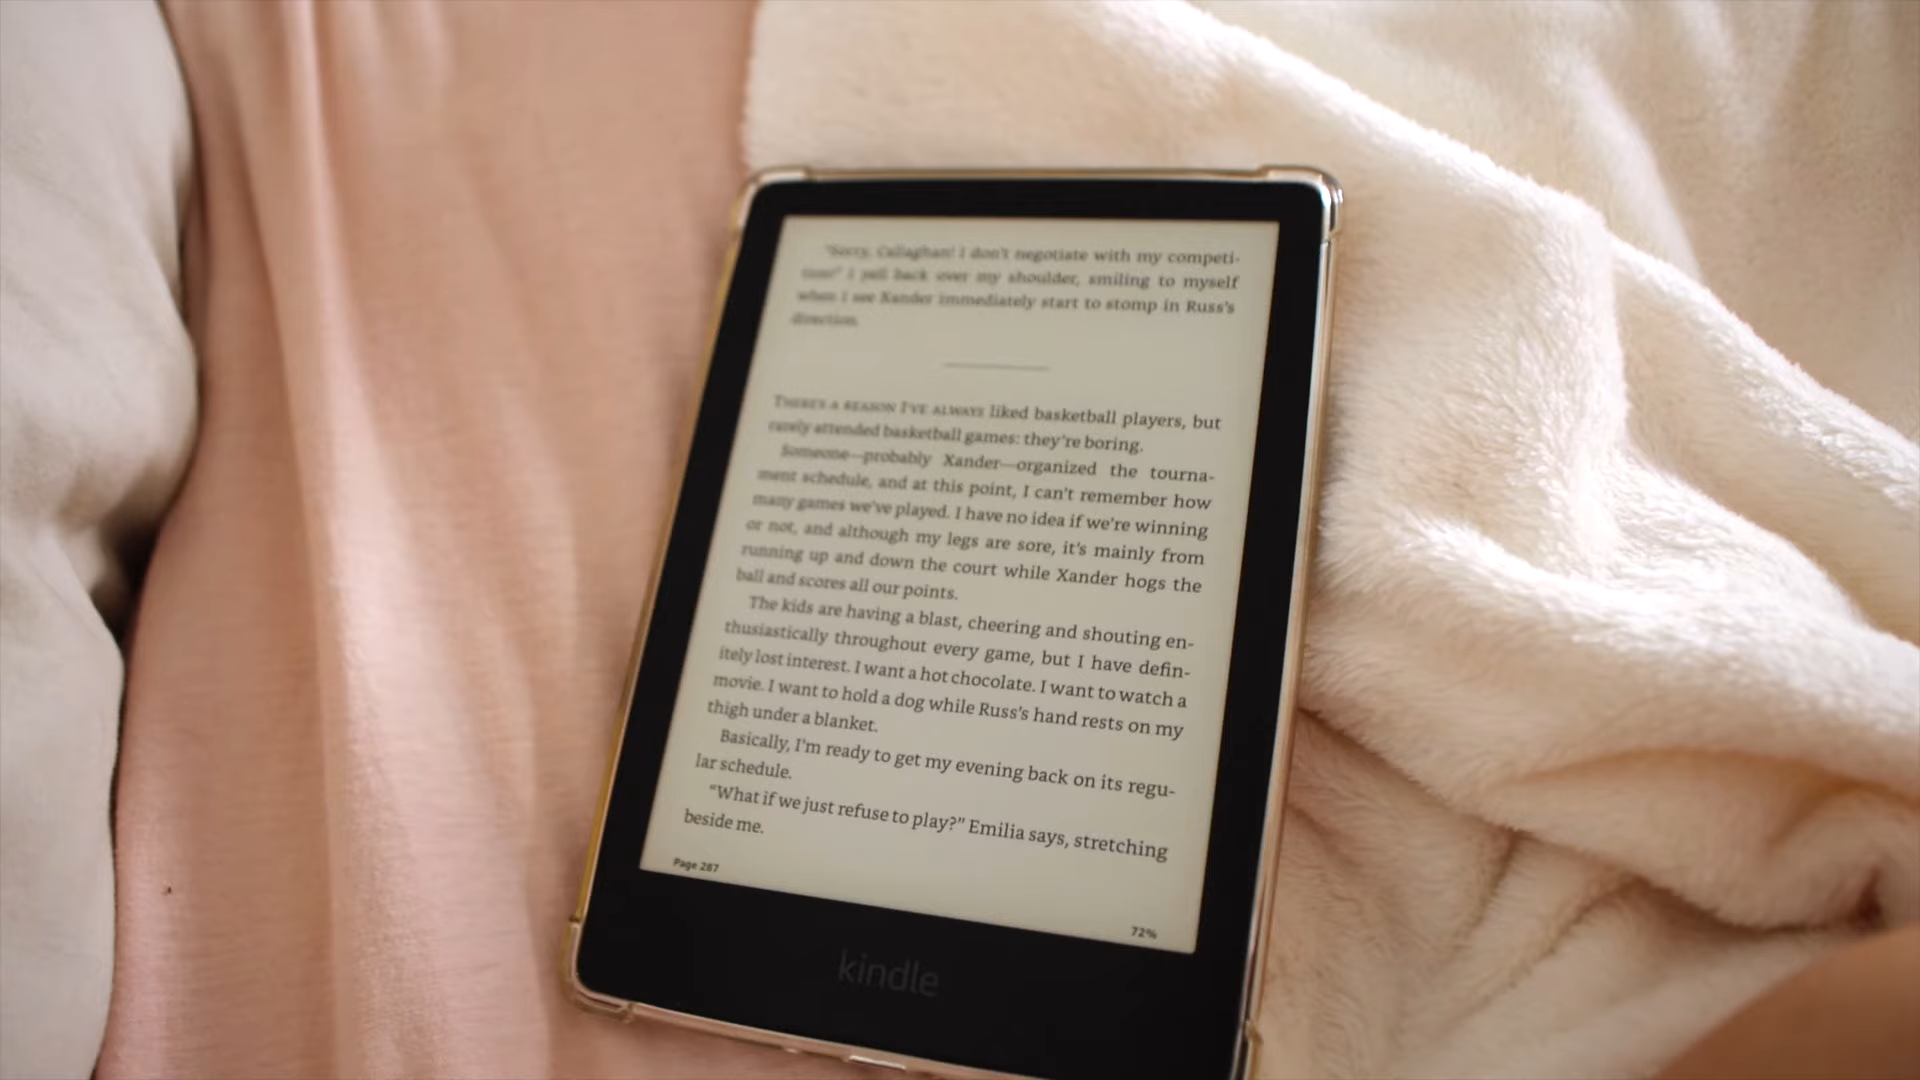 "Sorry, Callaghan! I don't negotiate with my competi-
tion!" I yell back over my shoulder, smiling to myself
when I see Xander immediately start to stomp in Russ's
direction.
THERE'S A REASON I'VE ALWAYS liked basketball players, but
rarely attended basketball games: they're boring.
Someone—probably Xander—organized the tourna-
ment schedule, and at this point, I can't remember how
many games we've played. I have no idea if we're winning
or not, and although my legs are sore, it's mainly from
running up and down the court while Xander hogs the
ball and scores all our points.
The kids are having a blast, cheering and shouting en-
thusiastically throughout every game, but I have defin-
itely lost interest. I want a hot chocolate. I want to watch a
movie. I want to hold a dog while Russ's hand rests on my
thigh under a blanket.
Basically, I'm ready to get my evening back on its regu-
lar schedule.
"What if we just refuse to play?" Emilia says, stretching
beside me.
Page 287
72%
kindle